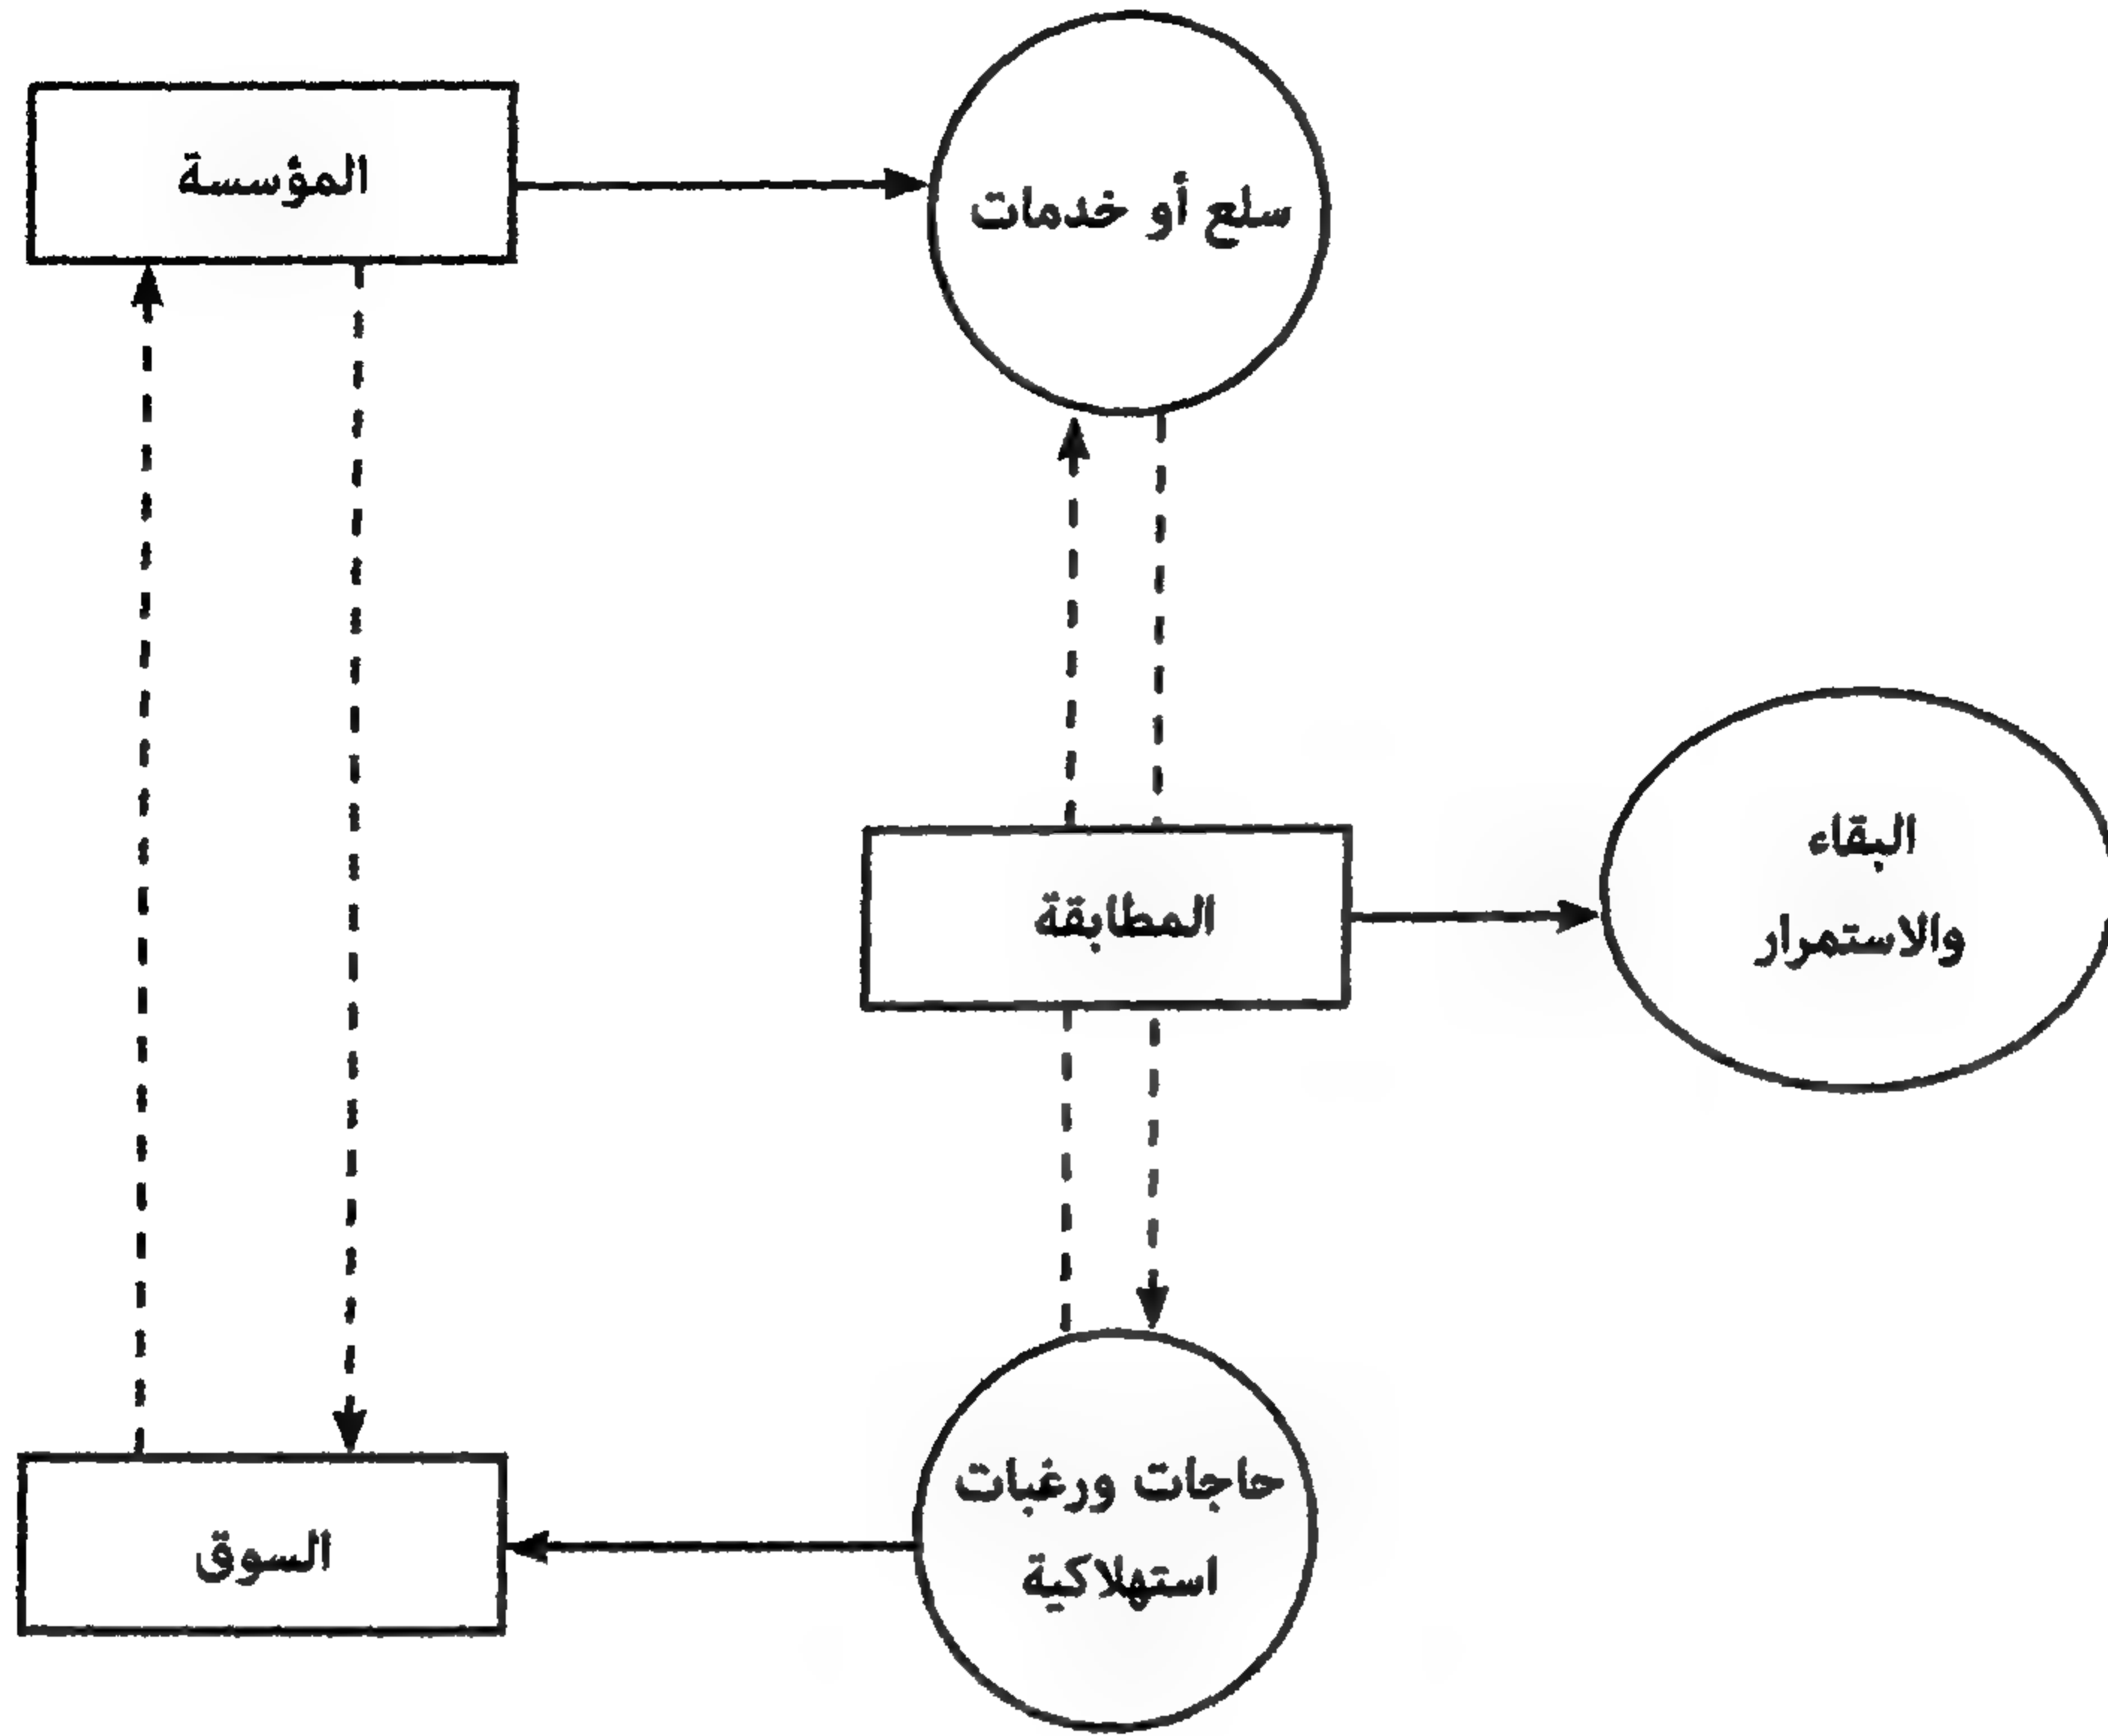 المؤسسة
سلع أو خدمات
المطابقة
البقاء
والاستمرار
حاجات ورغبات
استهلاكية
السوق